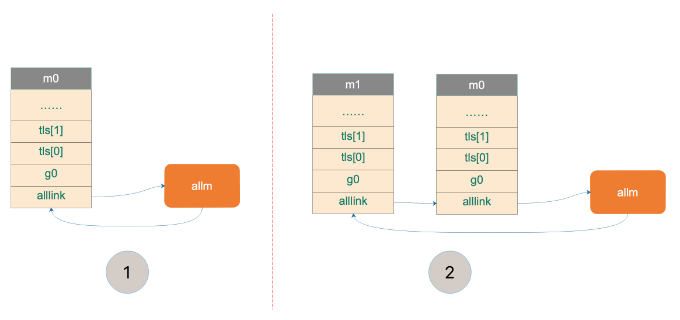 m0
......
tls[1]
tls[0]
g0
alllink
allm
1
m1
......
tls[1]
tls[0]
g0
alllink
m0
......
tls[1]
tls[0]
g0
alllink
allm
2